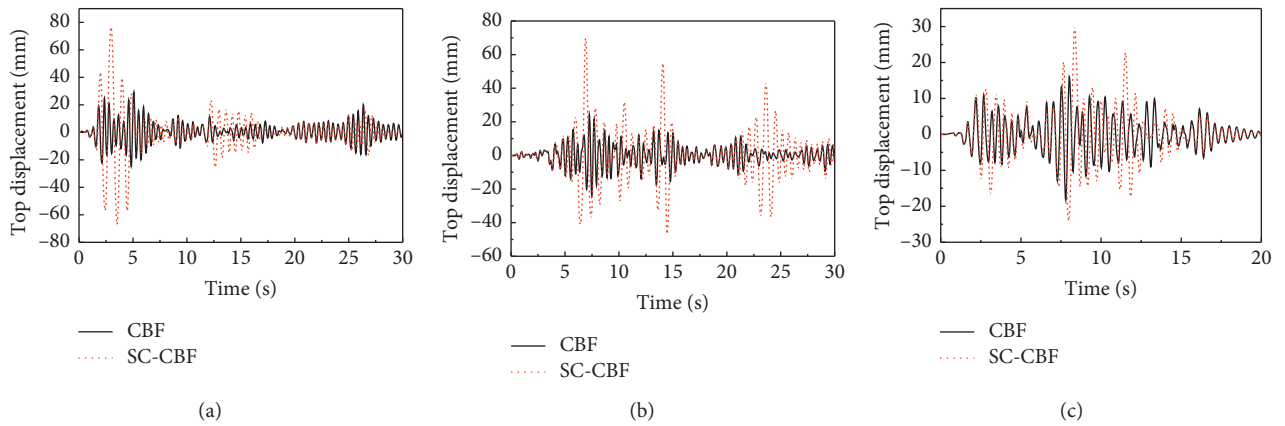 Top displacement (mm)
80
60
40
20
0
−20
−40
−60
−80
0 5 10 15 20 25 30
Time (s)
CBF
SC-CBF
(a)
Top displacement (mm)
80
60
40
20
0
−20
−40
−60
0 5 10 15 20 25 30
Time (s)
CBF
SC-CBF
(b)
Top displacement (mm)
30
20
10
0
−10
−20
−30
0 5 10 15 20
Time (s)
CBF
SC-CBF
(c)